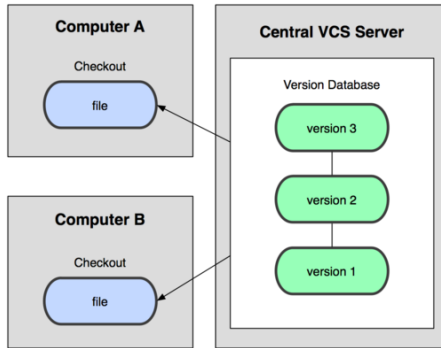 Computer A
Checkout
file
Computer B
Checkout
file
Central VCS Server
Version Database
version 3
version 2
version 1